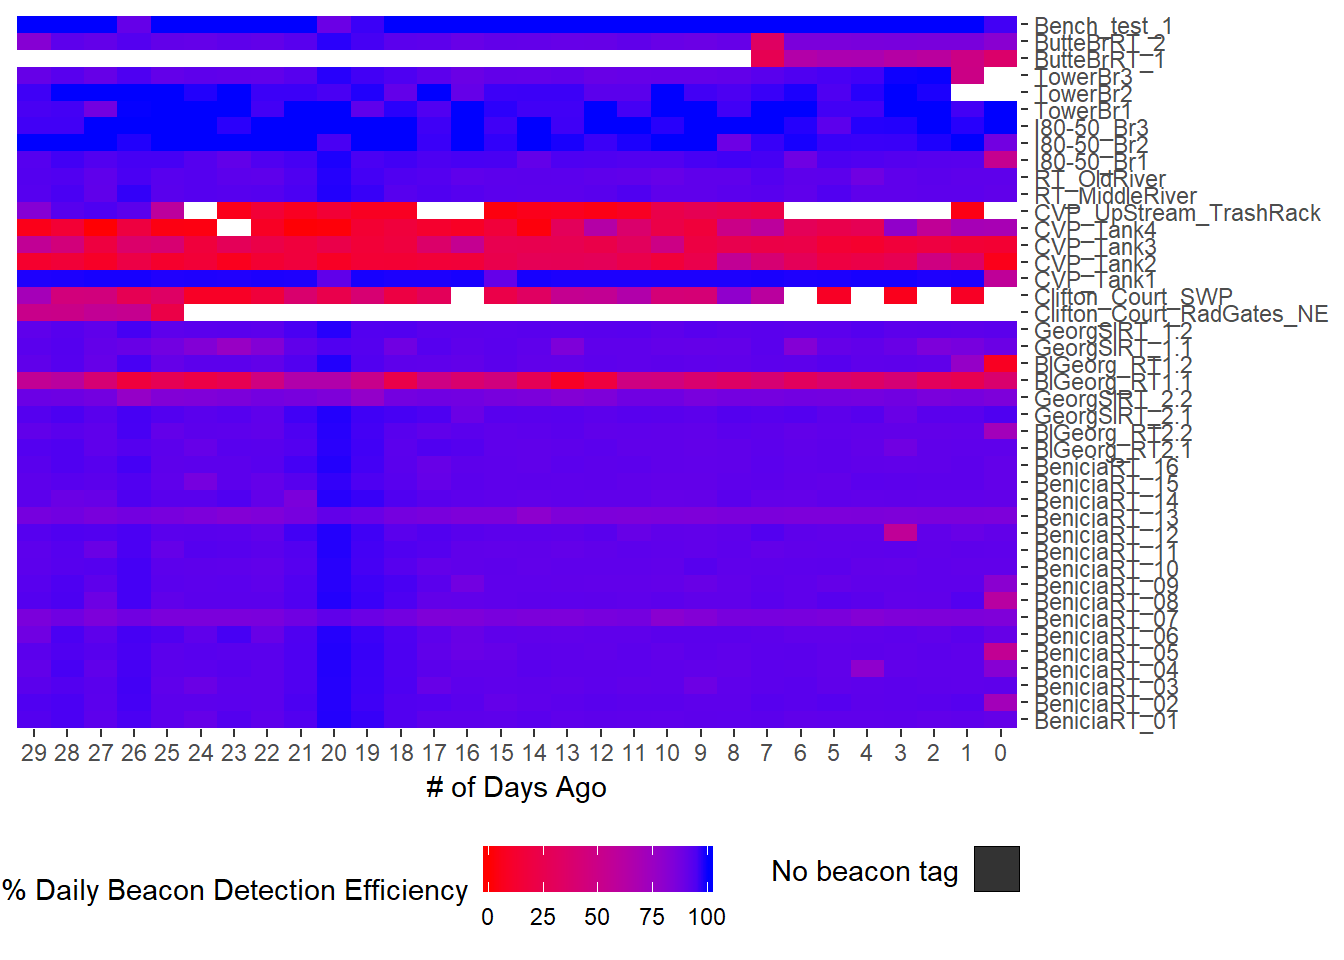 Bench_test_1
ButteBrRT_2
ButteBrRT_1
TowerBr3
TowerBr2
TowerBr1
I80-50_Br3
I80-50_Br2
I80-50_Br1
RT_OldRiver
RT_MiddleRiver
CVP_UpStream_TrashRack
CVP_Tank4
CVP_Tank3
CVP_Tank2
CVP_Tank1
Clifton_Court_SWP
Clifton_Court_RadGates_NE
GeorgSlRT_1.2
GeorgSlRT_1.1
BlGeorg_RT1.2
BlGeorg_RT1.1
GeorgSlRT_2.2
GeorgSlRT_2.1
BlGeorg_RT2.2
BlGeorg_RT2.1
BeniciaRT_16
BeniciaRT_15
BeniciaRT_14
BeniciaRT_13
BeniciaRT_12
BeniciaRT_11
BeniciaRT_10
BeniciaRT_09
BeniciaRT_08
BeniciaRT_07
BeniciaRT_06
BeniciaRT_05
BeniciaRT_04
BeniciaRT_03
BeniciaRT_02
BeniciaRT_01
29 28 27 26 25 24 23 22 21 20 19 18 17 16 15 14 13 12 11 10 9 8 7 6 5 4 3 2 1 0
# of Days Ago
% Daily Beacon Detection Efficiency
0 25 50 75 100
No beacon tag